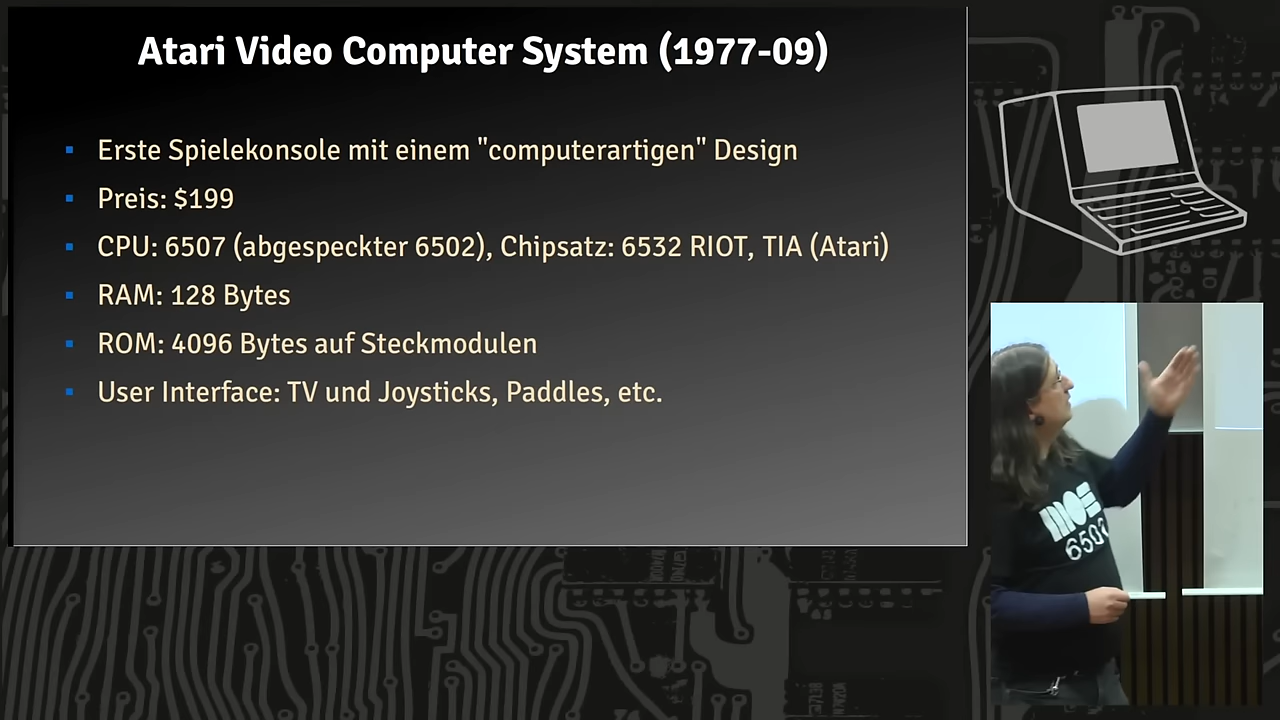 Atari Video Computer System (1977-09)
Erste Spielekonsole mit einem "computerartigen" Design
Preis: $199
CPU: 6507 (abgespeckter 6502), Chipsatz: 6532 RIOT, TIA (Atari)
RAM: 128 Bytes
ROM: 4096 Bytes auf Steckmodulen
User Interface: TV und Joysticks, Paddles, etc.
MOS
6502